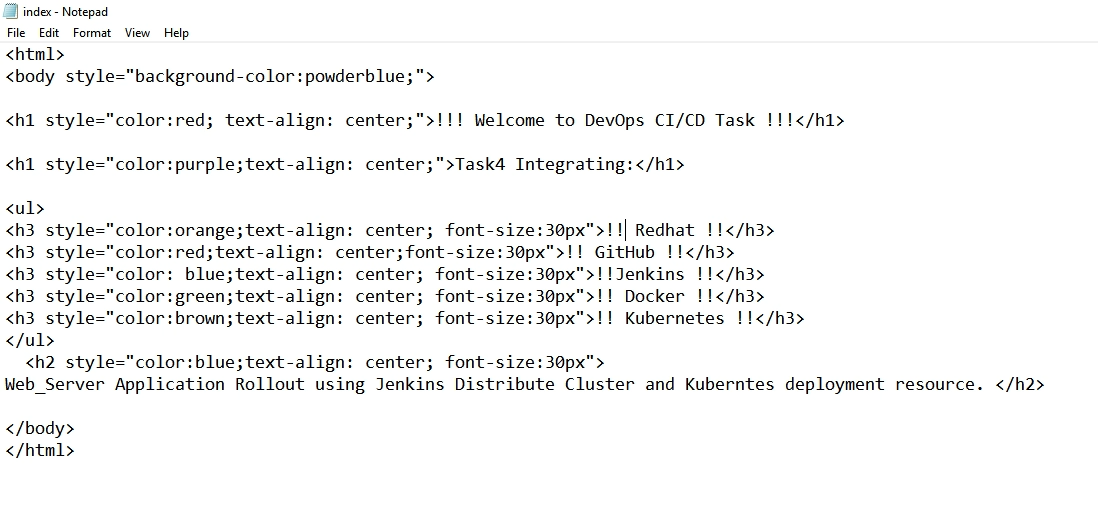 index - Notepad
File Edit Format View Help
<html>
<body style="background-color:powderblue;">
<h1 style="color:red; text-align: center;">!!! Welcome to DevOps CI/CD Task !!!</h1>
<h1 style="color:purple;text-align: center;">Task4 Integrating:</h1>
<ul>
<h3 style="color:orange;text-align: center; font-size:30px">!! Redhat !!</h3>
<h3 style="color:red;text-align: center;font-size:30px">!! GitHub !!</h3>
<h3 style="color: blue;text-align: center; font-size:30px">!!Jenkins !!</h3>
<h3 style="color:green;text-align: center; font-size:30px">!! Docker !!</h3>
<h3 style="color:brown;text-align: center; font-size:30px">!! Kubernetes !!</h3>
</ul>
  <h2 style="color:blue;text-align: center; font-size:30px">
Web_Server Application Rollout using Jenkins Distribute Cluster and Kuberntes deployment resource. </h2>
</body>
</html>